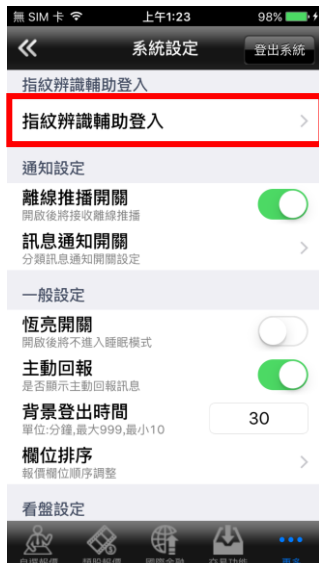 無 SIM 卡 上午1:23 98%
系統設定 登出系統
指紋辨識輔助登入
指紋辨識輔助登入
通知設定
離線推播開關
開啟後將接收離線推播
訊息通知開關
分類訊息通知開關設定
一般設定
恆亮開關
開啟後將不進入睡眠模式
主動回報
是否顯示主動回報訊息
背景登出時間 30
單位:分鐘,最大999,最小10
欄位排序
報價欄位順序調整
看盤設定